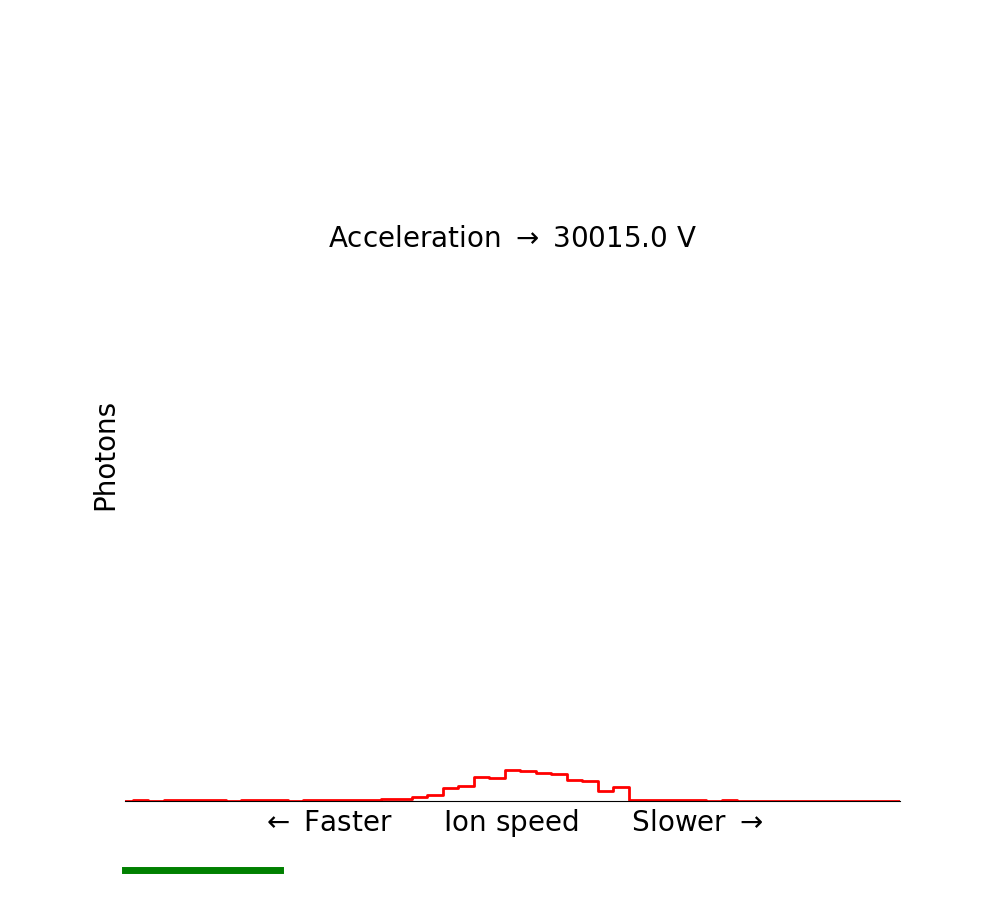 Acceleration → 30015.0 V
Photons
← Faster Ion speed Slower →